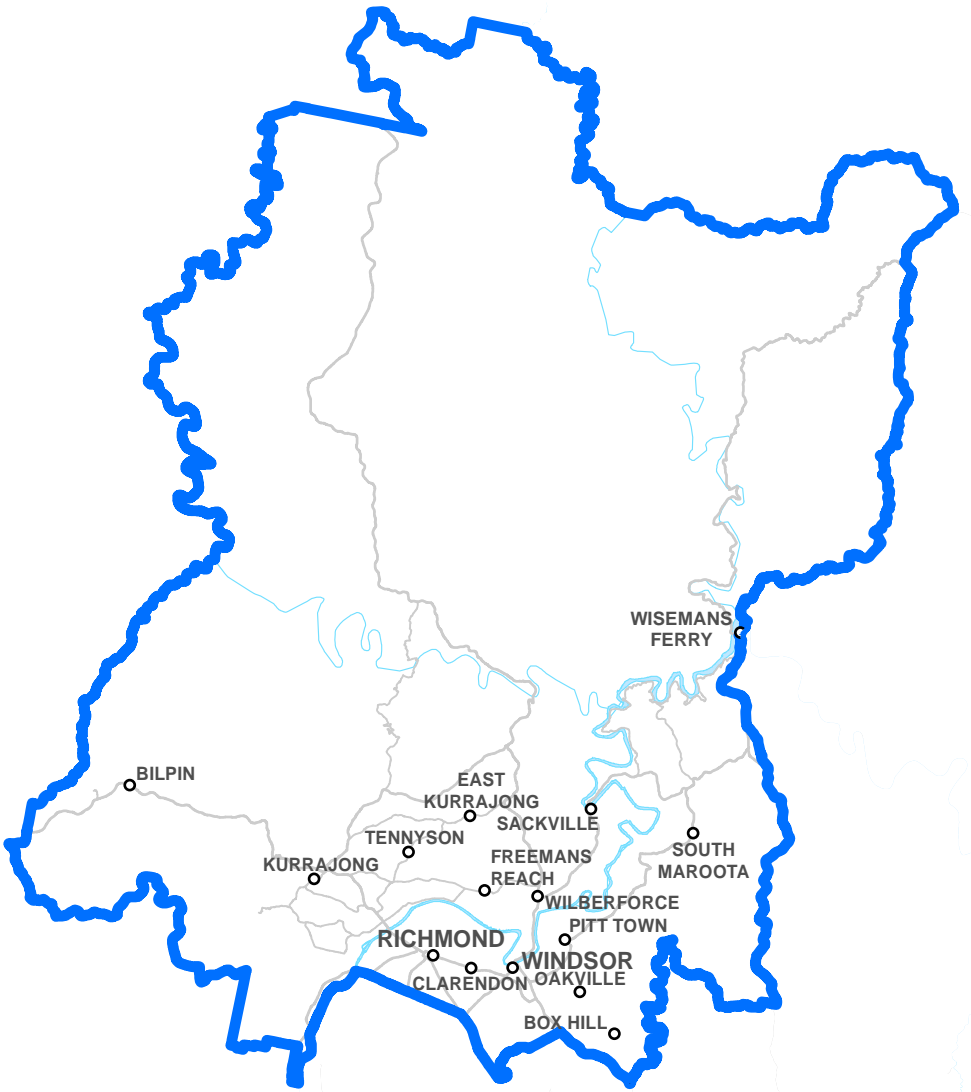 WISEMANS
FERRY
BILPIN
EAST
KURRAJONG
SACKVILLE
TENNYSON
SOUTH
MAROOTA
FREEMANS
REACH
KURRAJONG
WILBERFORCE
PITT TOWN
RICHMOND
WINDSOR
CLARENDON
OAKVILLE
BOX HILL